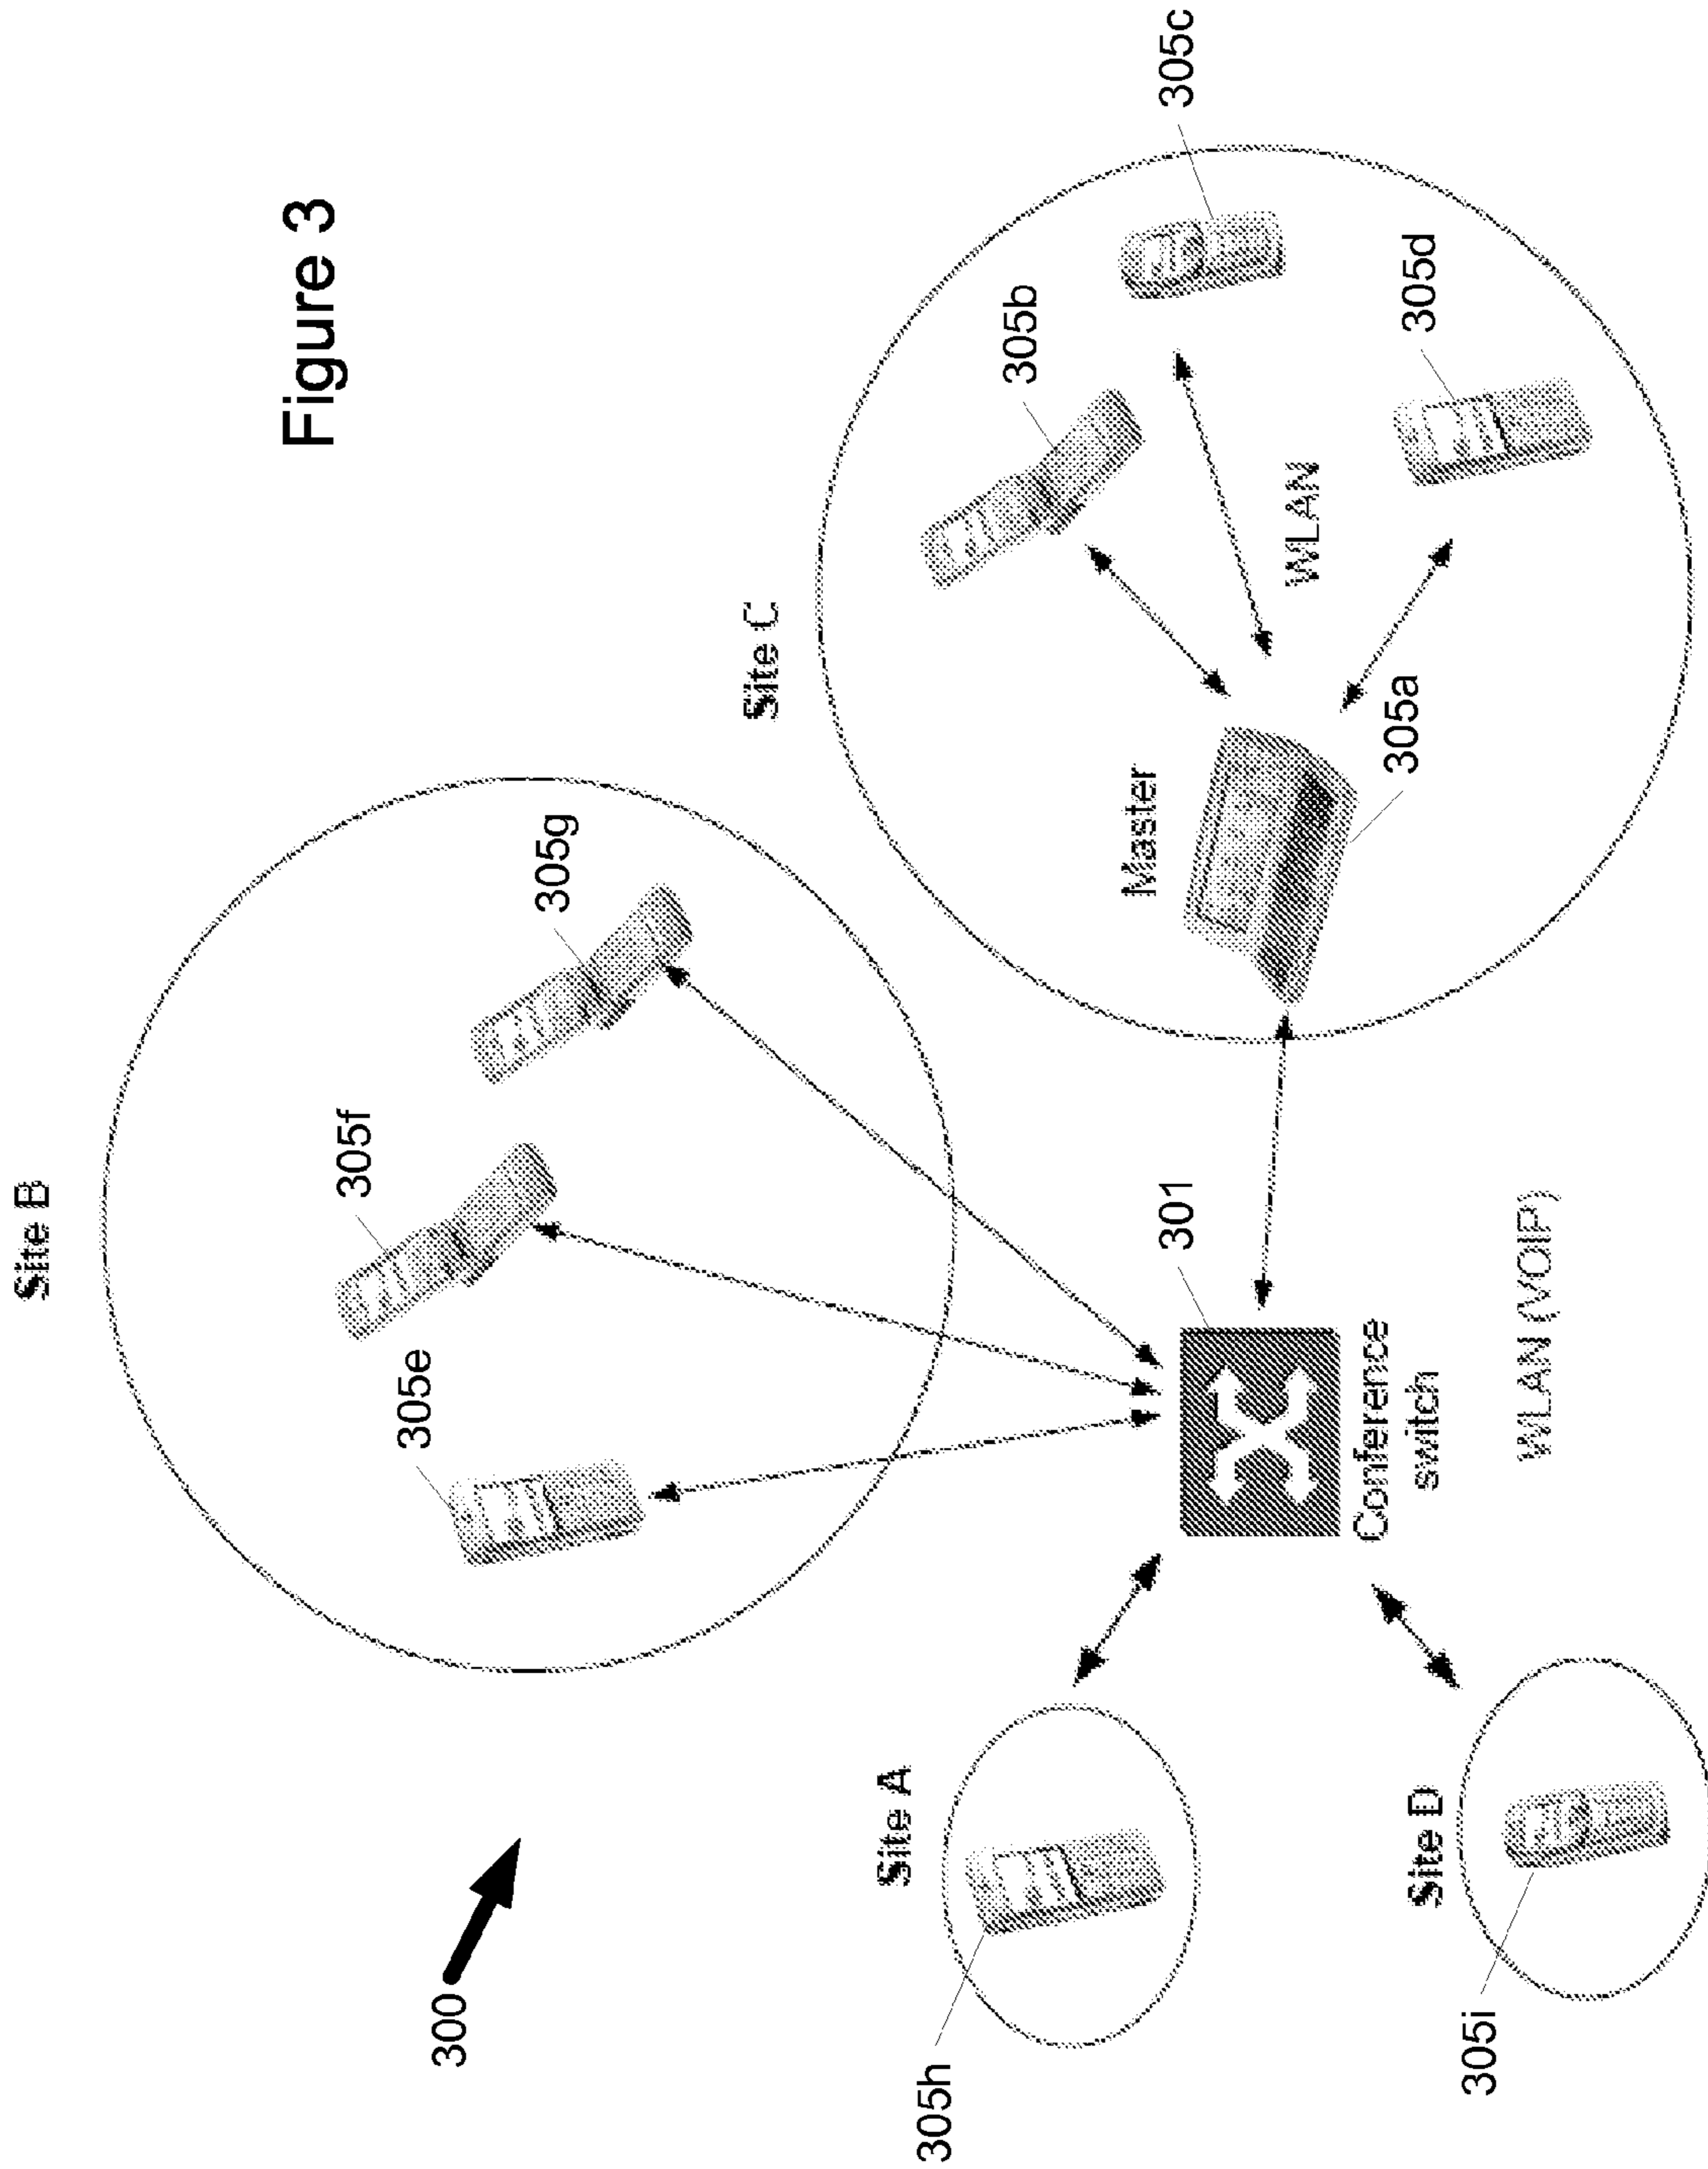 Figure 3
300
Site B
305e
305f
305g
Site C
305b
305c
305d
WLAN
Master
305a
Site A
305h
301
Conference
switch
WLAN (VOIP)
Site D
305i